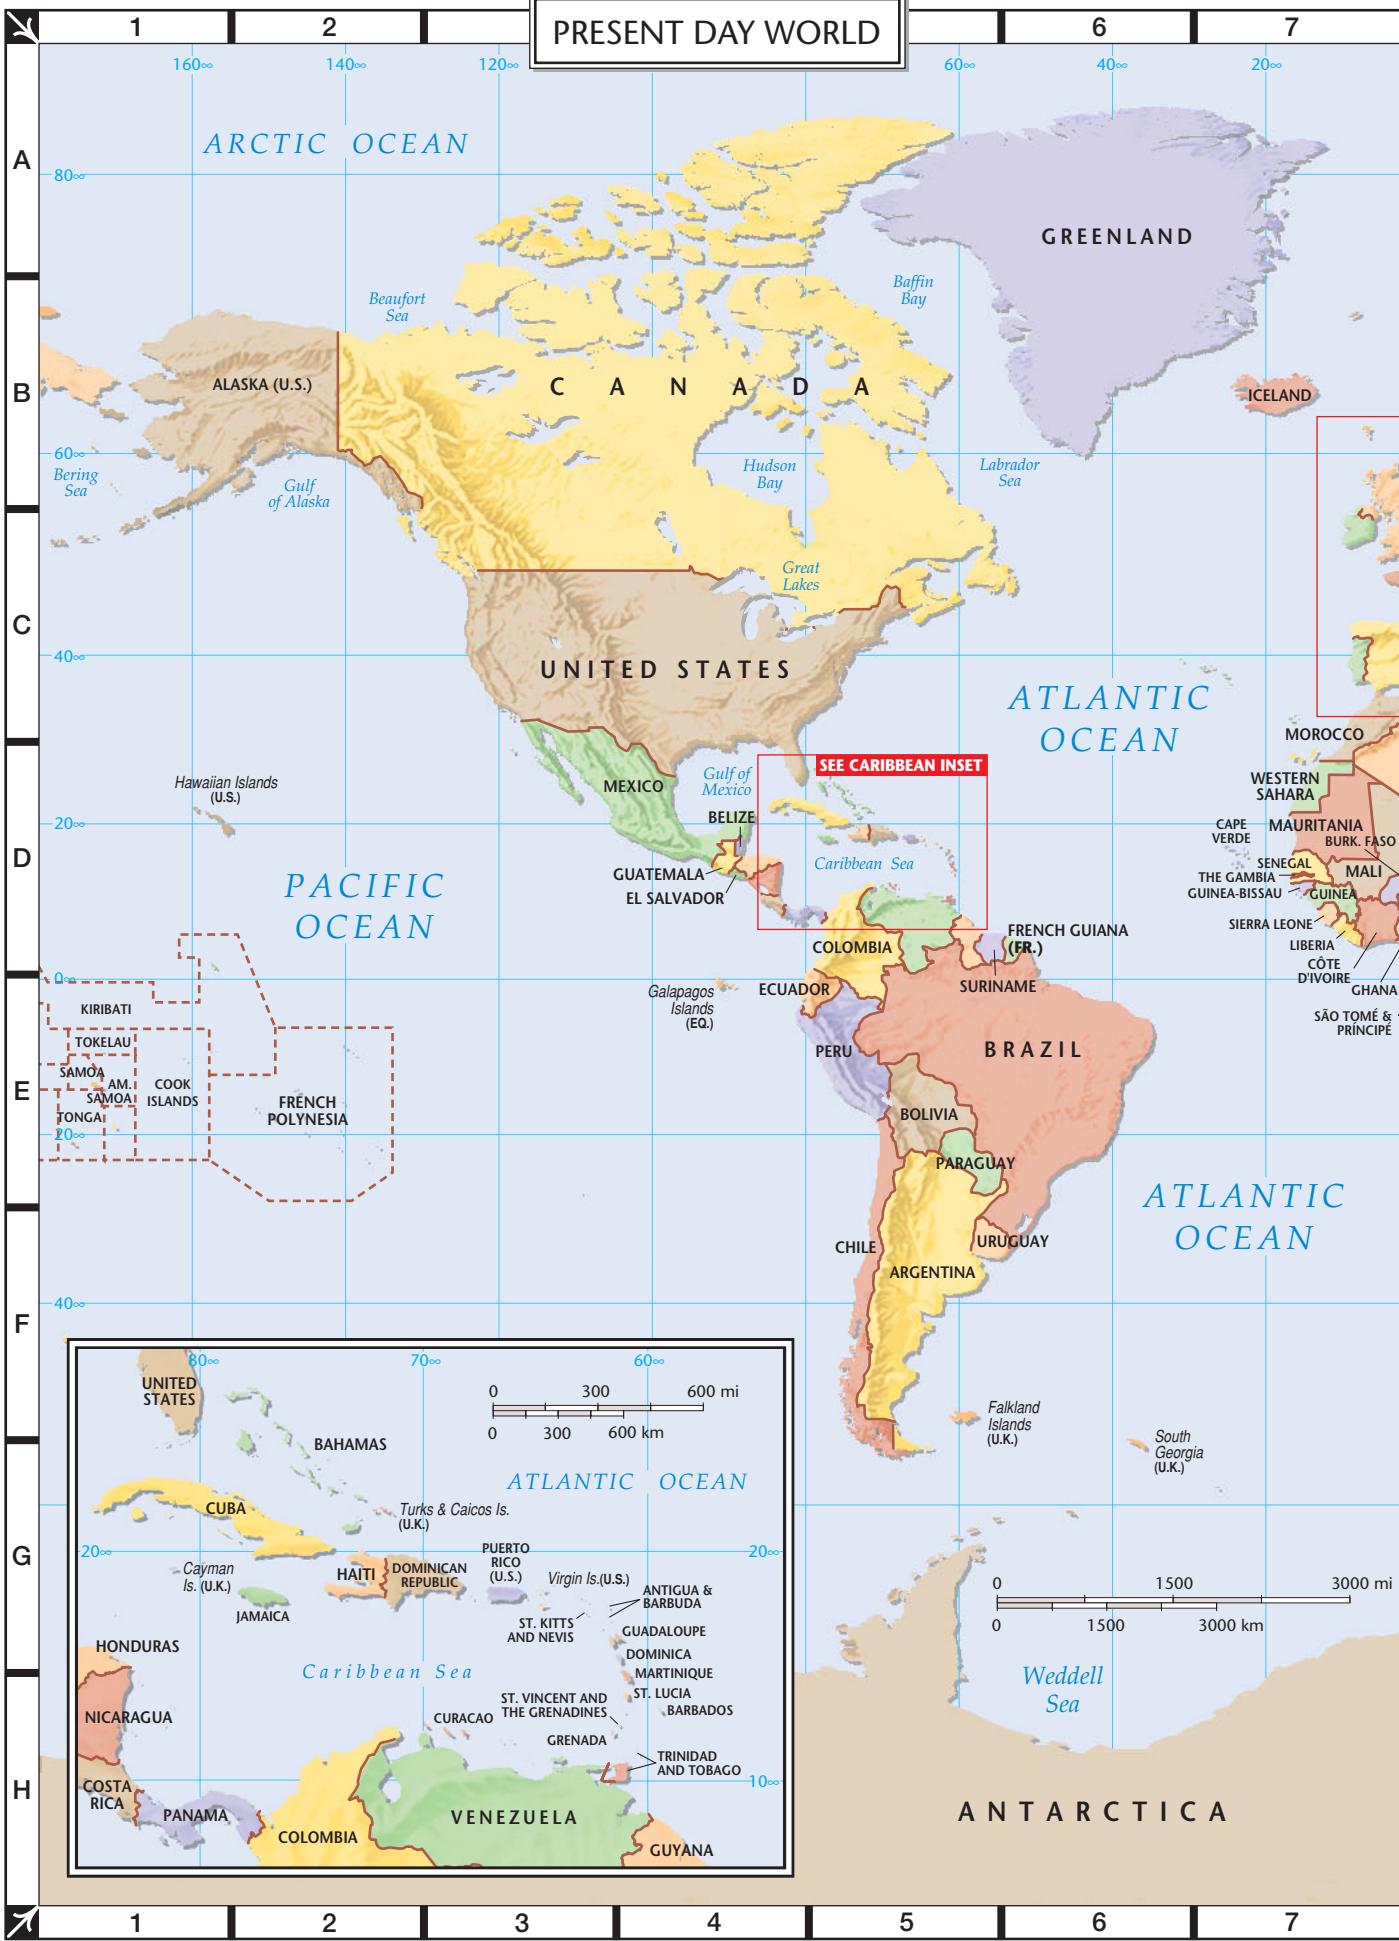 PRESENT DAY WORLD
1
2
6
7
160∞
140∞
120∞
60∞
40∞
20∞
A
B
C
D
E
F
G
H
ARCTIC OCEAN
80∞
GREENLAND
Beaufort
Sea
Baffin
Bay
ALASKA (U.S.)
CANADA
ICELAND
60∞
Bering
Sea
Gulf
of Alaska
Hudson
Bay
Labrador
Sea
Great
Lakes
40∞
UNITED STATES
ATLANTIC
OCEAN
MOROCCO
SEE CARIBBEAN INSET
Hawaiian Islands
(U.S.)
MEXICO
Gulf of
Mexico
WESTERN
SAHARA
BELIZE
20∞
CAPE
VERDE
MAURITANIA
BURK. FASO
Caribbean Sea
SENEGAL
MALI
THE GAMBIA
GUINEA-BISSAU
GUINEA
GUATEMALA
EL SALVADOR
PACIFIC
OCEAN
SIERRA LEONE
LIBERIA
CÔTE
D'IVOIRE
GHANA
SÃO TOMÉ &
PRÍNCIPÉ
COLOMBIA
FRENCH GUIANA
(FR.)
SURINAME
0∞
Galapagos
Islands
(EQ.)
ECUADOR
KIRIBATI
TOKELAU
SAMOA
AM.
SAMOA
COOK
ISLANDS
TONGA
FRENCH
POLYNESIA
PERU
BRAZIL
BOLIVIA
20∞
PARAGUAY
ATLANTIC
OCEAN
CHILE
URUGUAY
ARGENTINA
40∞
Falkland
Islands
(U.K.)
South
Georgia
(U.K.)
80∞
70∞
60∞
UNITED
STATES
0 300 600 mi
0 300 600 km
BAHAMAS
ATLANTIC OCEAN
CUBA
Turks & Caicos Is.
(U.K.)
20∞
20∞
Cayman
Is. (U.K.)
HAITI
DOMINICAN
REPUBLIC
PUERTO
RICO
(U.S.)
Virgin Is.(U.S.)
ANTIGUA &
BARBUDA
JAMAICA
ST. KITTS
AND NEVIS
GUADALOUPE
HONDURAS
DOMINICA
Caribbean Sea
MARTINIQUE
ST. LUCIA
ST. VINCENT AND
THE GRENADINES
BARBADOS
NICARAGUA
CURACAO
GRENADA
TRINIDAD
AND TOBAGO
10∞
COSTA
RICA
PANAMA
COLOMBIA
VENEZUELA
GUYANA
0 1500 3000 mi
0 1500 3000 km
Weddell
Sea
ANTARCTICA
1
2
3
4
5
6
7